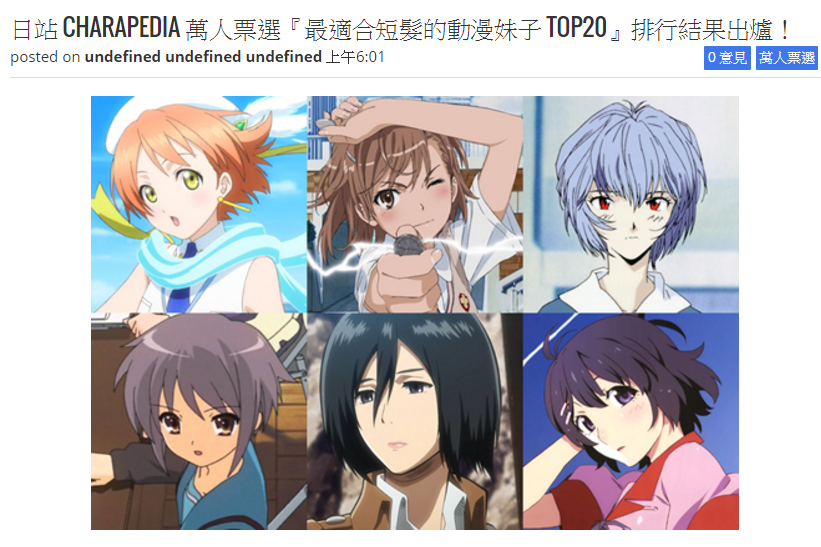 日站 CHARAPEDIA 萬人票選『最適合短髮的動漫妹子 TOP20』排行結果出爐！
posted on undefined undefined undefined 上午6:01
0 意見 萬人票選